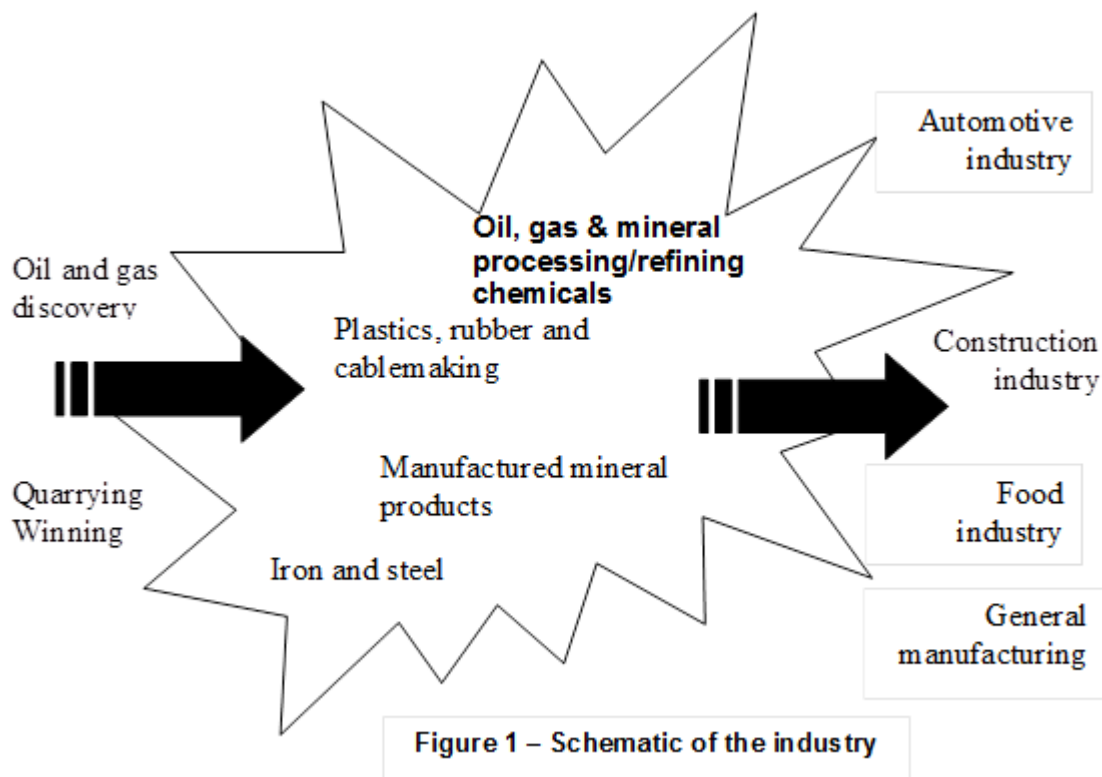 Automotive
industry
Oil, gas & mineral
processing/refining
chemicals
Oil and gas
discovery
Plastics, rubber and
cablemaking
Construction
industry
Manufactured mineral
products
Quarrying
Winning
Food
industry
Iron and steel
General
manufacturing
Figure 1 – Schematic of the industry